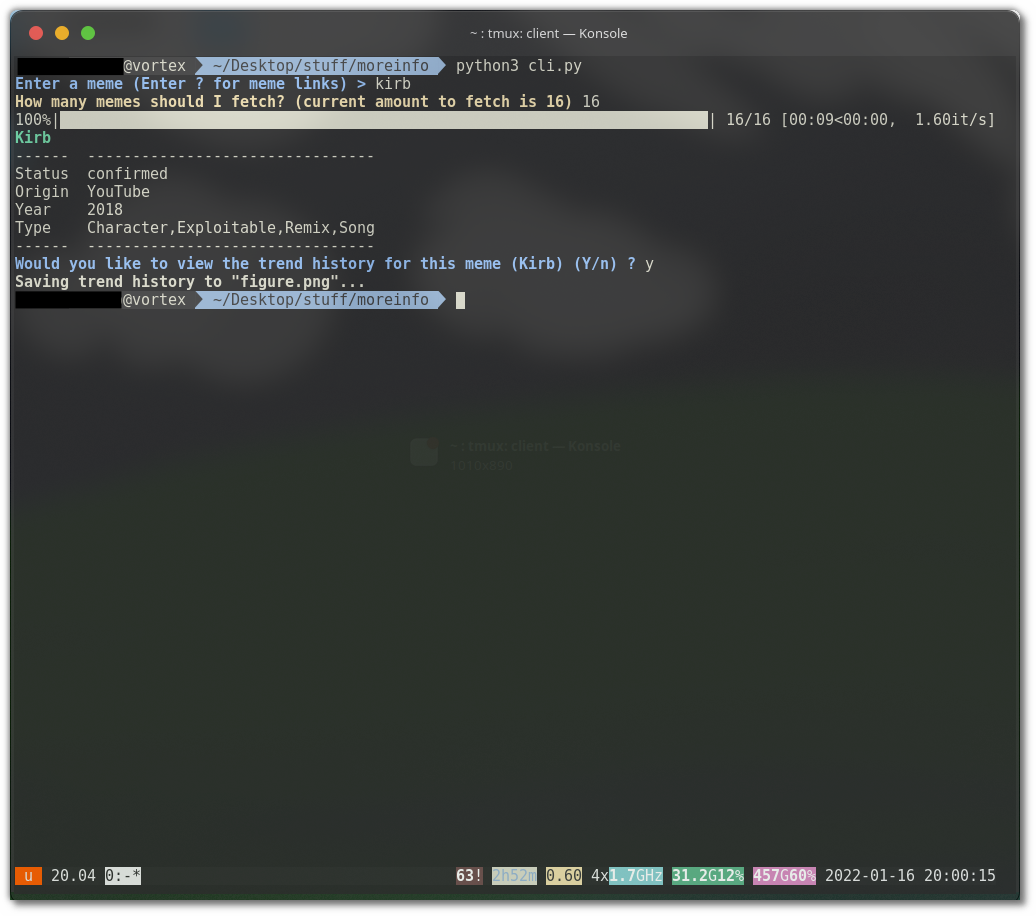 ~ : tmux: client — Konsole
@vortex ~/Desktop/stuff/moreinfo python3 cli.py
Enter a meme (Enter ? for meme links) > kirb
How many memes should I fetch? (current amount to fetch is 16) 16
100%| | 16/16 [00:09<00:00,  1.60it/s]
Kirb
------  --------------------------------
Status  confirmed
Origin  YouTube
Year    2018
Type    Character,Exploitable,Remix,Song
------  --------------------------------
Would you like to view the trend history for this meme (Kirb) (Y/n) ? y
Saving trend history to "figure.png"...
@vortex ~/Desktop/stuff/moreinfo
~ : tmux: client — Konsole
1010x890
u 20.04 0:-* 63! 2h52m 0.60 4x1.7GHz 31.2G12% 457G60% 2022-01-16 20:00:15